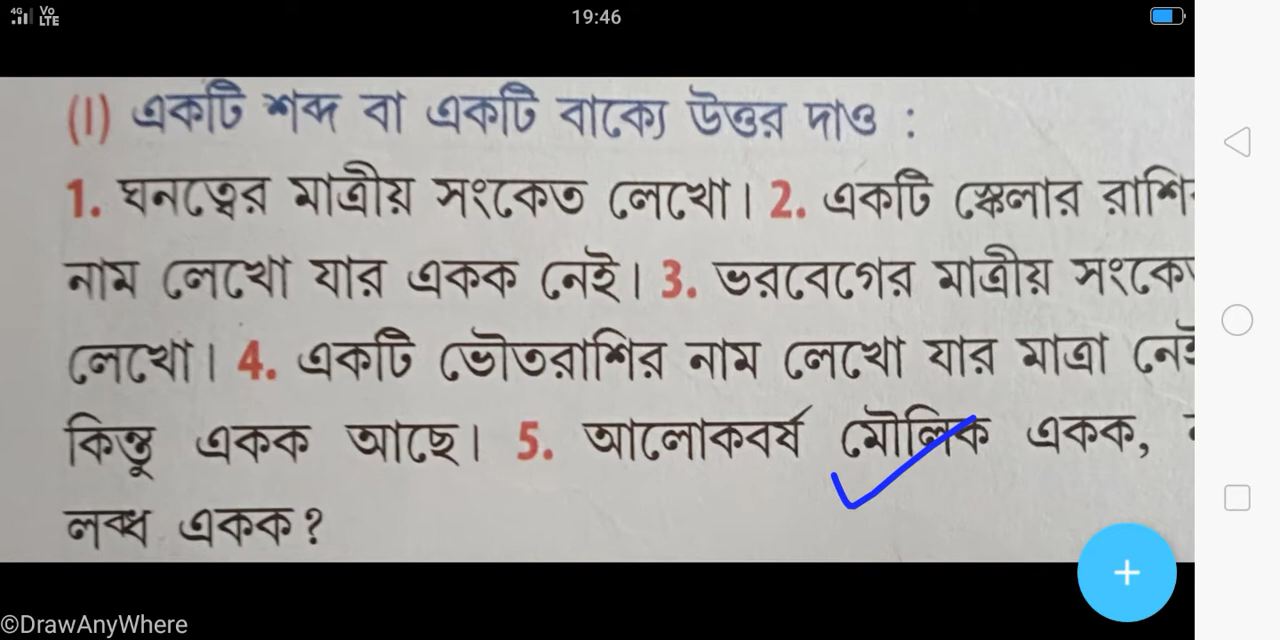 4G Vo LTE 19:46
(I) একটি শব্দ বা একটি বাক্যে উত্তর দাও :
1. ঘনত্বের মাত্রীয় সংকেত লেখো। 2. একটি স্কেলার রাশি
নাম লেখো যার একক নেই। 3. ভরবেগের মাত্রীয় সংকে
লেখো। 4. একটি ভৌতরাশির নাম লেখো যার মাত্রা নেই
কিন্তু একক আছে। 5. আলোকবর্ষ মৌলিক একক,
লব্ধ একক?
©DrawAnyWhere